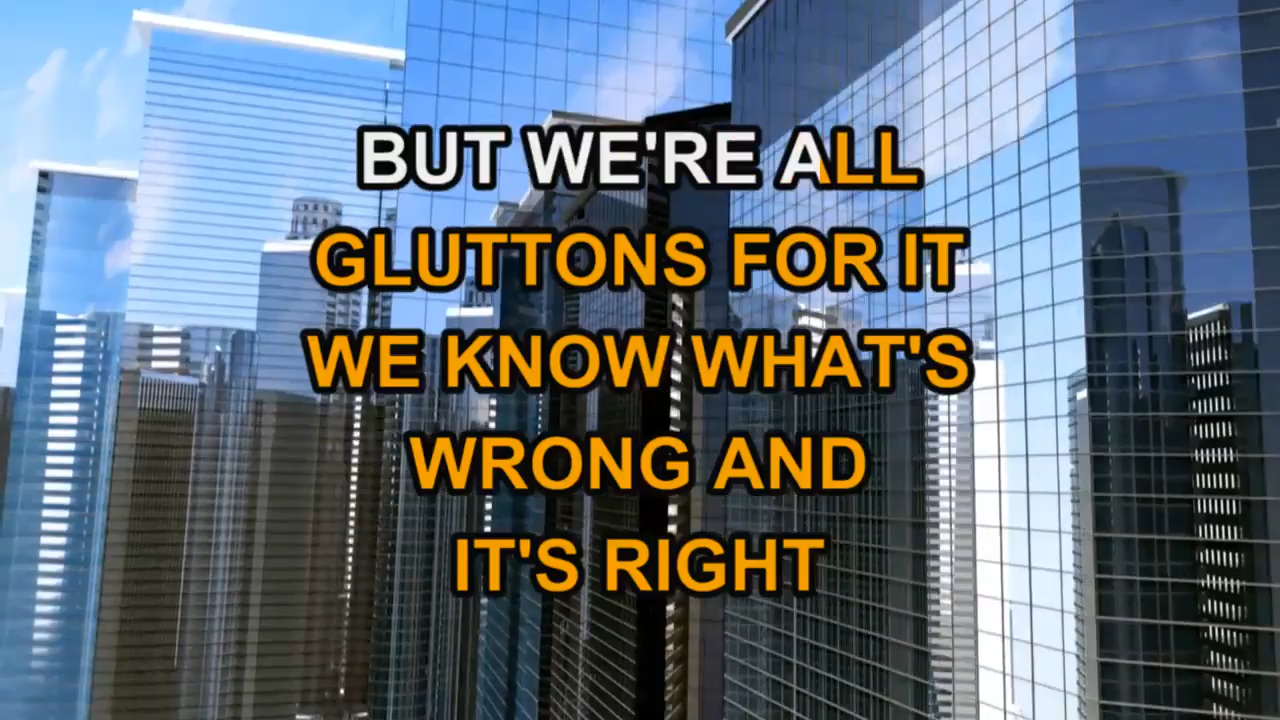 BUT WE'RE ALL
GLUTTONS FOR IT
WE KNOW WHAT'S
WRONG AND
IT'S RIGHT